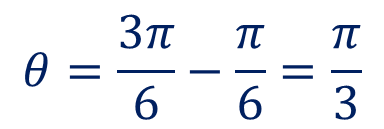 θ = 3π/6 − π/6 = π/3